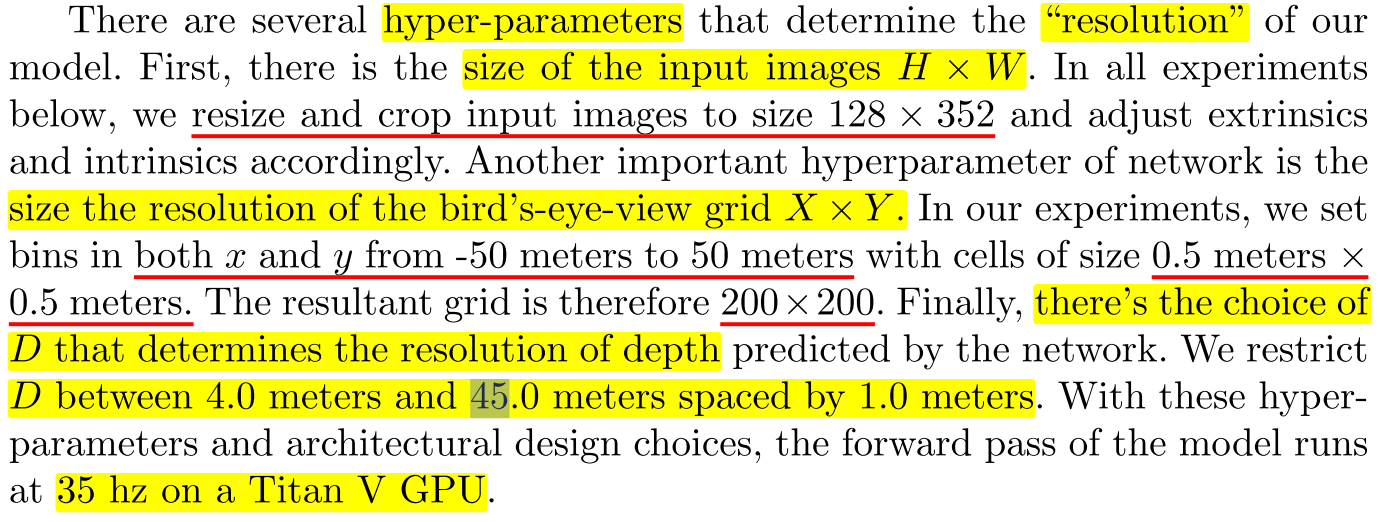 There are several hyper-parameters that determine the “resolution” of our
model. First, there is the size of the input images H × W. In all experiments
below, we resize and crop input images to size 128 × 352 and adjust extrinsics
and intrinsics accordingly. Another important hyperparameter of network is the
size the resolution of the bird’s-eye-view grid X × Y. In our experiments, we set
bins in both x and y from -50 meters to 50 meters with cells of size 0.5 meters ×
0.5 meters. The resultant grid is therefore 200×200. Finally, there’s the choice of
D that determines the resolution of depth predicted by the network. We restrict
D between 4.0 meters and 45.0 meters spaced by 1.0 meters. With these hyper-
parameters and architectural design choices, the forward pass of the model runs
at 35 hz on a Titan V GPU.